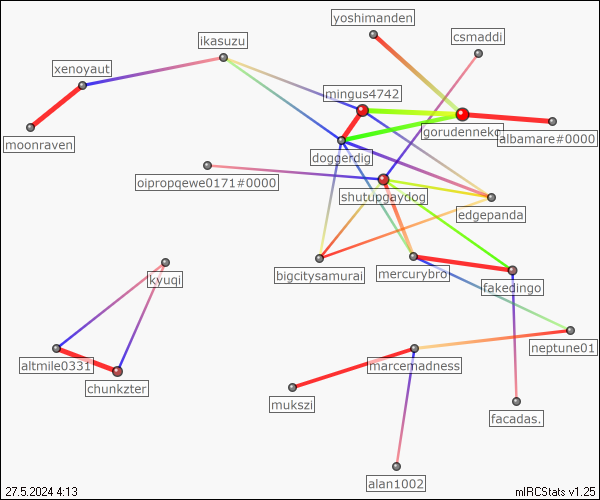 yoshimanden
csmaddi
ikasuzu
xenoyaut
mingus4742
gorudenneko
albamare#0000
moonraven
doggerdig
oipropqewe0171#0000
shutupgaydog
edgepanda
bigcitysamurai
mercurybro
kyuqi
fakedingo
neptune01
altmile0331
marcemadness
chunkzter
mukszi
facadas.
alan1002
27.5.2024 4:13
mIRCStats v1.25